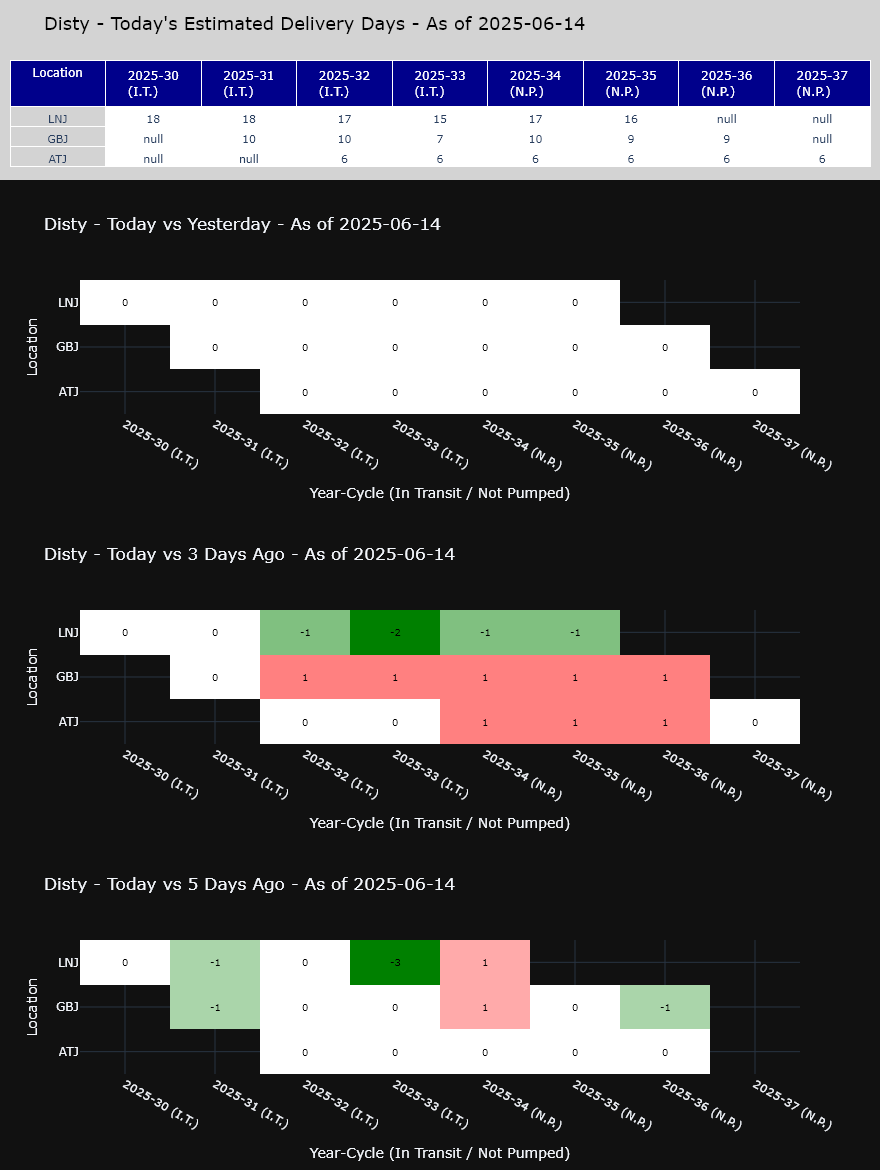 Disty - Today's Estimated Delivery Days - As of 2025-06-14
Location 2025-30 (I.T.) 2025-31 (I.T.) 2025-32 (I.T.) 2025-33 (I.T.) 2025-34 (N.P.) 2025-35 (N.P.) 2025-36 (N.P.) 2025-37 (N.P.)
LNJ 18 18 17 15 17 16 null null
GBJ null 10 10 7 10 9 9 null
ATJ null null 6 6 6 6 6 6
Disty - Today vs Yesterday - As of 2025-06-14
Location
LNJ 0 0 0 0 0 0
GBJ 0 0 0 0 0 0
ATJ 0 0 0 0 0 0
2025-30 (I.T.) 2025-31 (I.T.) 2025-32 (I.T.) 2025-33 (I.T.) 2025-34 (N.P.) 2025-35 (N.P.) 2025-36 (N.P.) 2025-37 (N.P.)
Year-Cycle (In Transit / Not Pumped)
Disty - Today vs 3 Days Ago - As of 2025-06-14
Location
LNJ 0 0 -1 -2 -1 -1
GBJ 0 1 1 1 1 1
ATJ 0 0 1 1 1 0
2025-30 (I.T.) 2025-31 (I.T.) 2025-32 (I.T.) 2025-33 (I.T.) 2025-34 (N.P.) 2025-35 (N.P.) 2025-36 (N.P.) 2025-37 (N.P.)
Year-Cycle (In Transit / Not Pumped)
Disty - Today vs 5 Days Ago - As of 2025-06-14
Location
LNJ 0 -1 0 -3 1
GBJ -1 0 0 1 0 -1
ATJ 0 0 0 0 0
2025-30 (I.T.) 2025-31 (I.T.) 2025-32 (I.T.) 2025-33 (I.T.) 2025-34 (N.P.) 2025-35 (N.P.) 2025-36 (N.P.) 2025-37 (N.P.)
Year-Cycle (In Transit / Not Pumped)